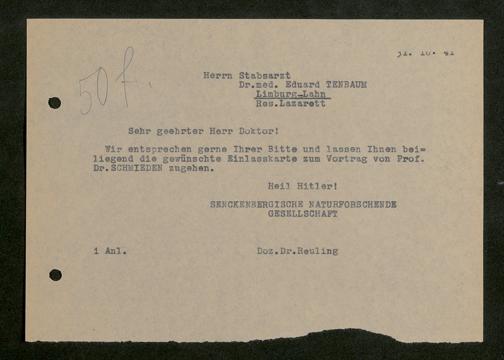 31. 10. 41
50 f.
Herrn Stabsarzt
Dr.med. Eduard TENBAUM
Limburg-Lahn
Res.Lazarett
Sehr geehrter Herr Doktor!
Wir entsprechen gerne Ihrer Bitte und lassen Ihnen bei=
liegend die gewünschte Einlasskarte zum Vortrag von Prof.
Dr.SCHMIEDEN zugehen.
Heil Hitler!
SENCKENBERGISCHE NATURFORSCHENDE
GESELLSCHAFT
1 Anl.
Doz.Dr.Reuling